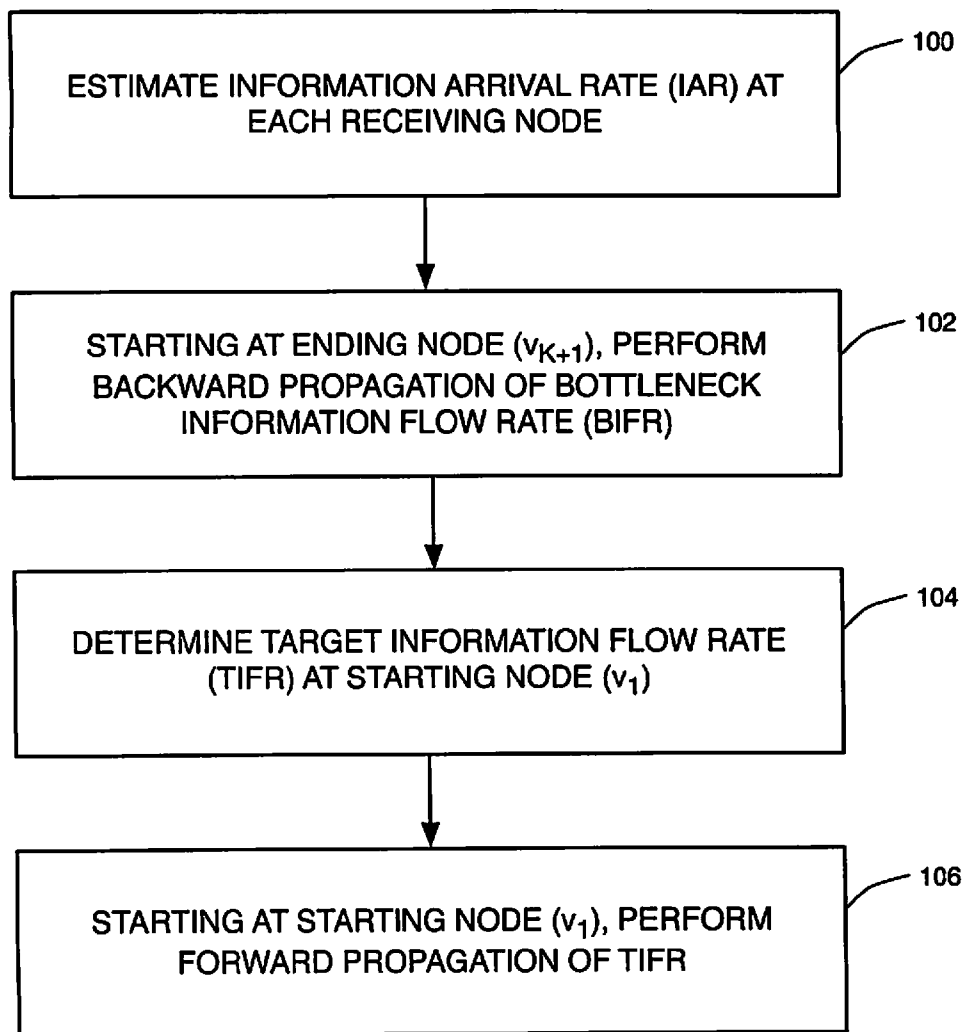 100
ESTIMATE INFORMATION ARRIVAL RATE (IAR) AT
EACH RECEIVING NODE
102
STARTING AT ENDING NODE (vK+1), PERFORM
BACKWARD PROPAGATION OF BOTTLENECK
INFORMATION FLOW RATE (BIFR)
104
DETERMINE TARGET INFORMATION FLOW RATE
(TIFR) AT STARTING NODE (v1)
106
STARTING AT STARTING NODE (v1), PERFORM
FORWARD PROPAGATION OF TIFR